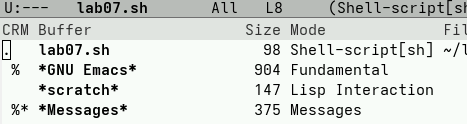 U:---  lab07.sh       All   L8     (Shell-script[sh
CRM Buffer                Size Mode             Fil
.   lab07.sh                98 Shell-script[sh] ~/l
 %  *GNU Emacs*            904 Fundamental
    *scratch*              147 Lisp Interaction
 %* *Messages*             375 Messages